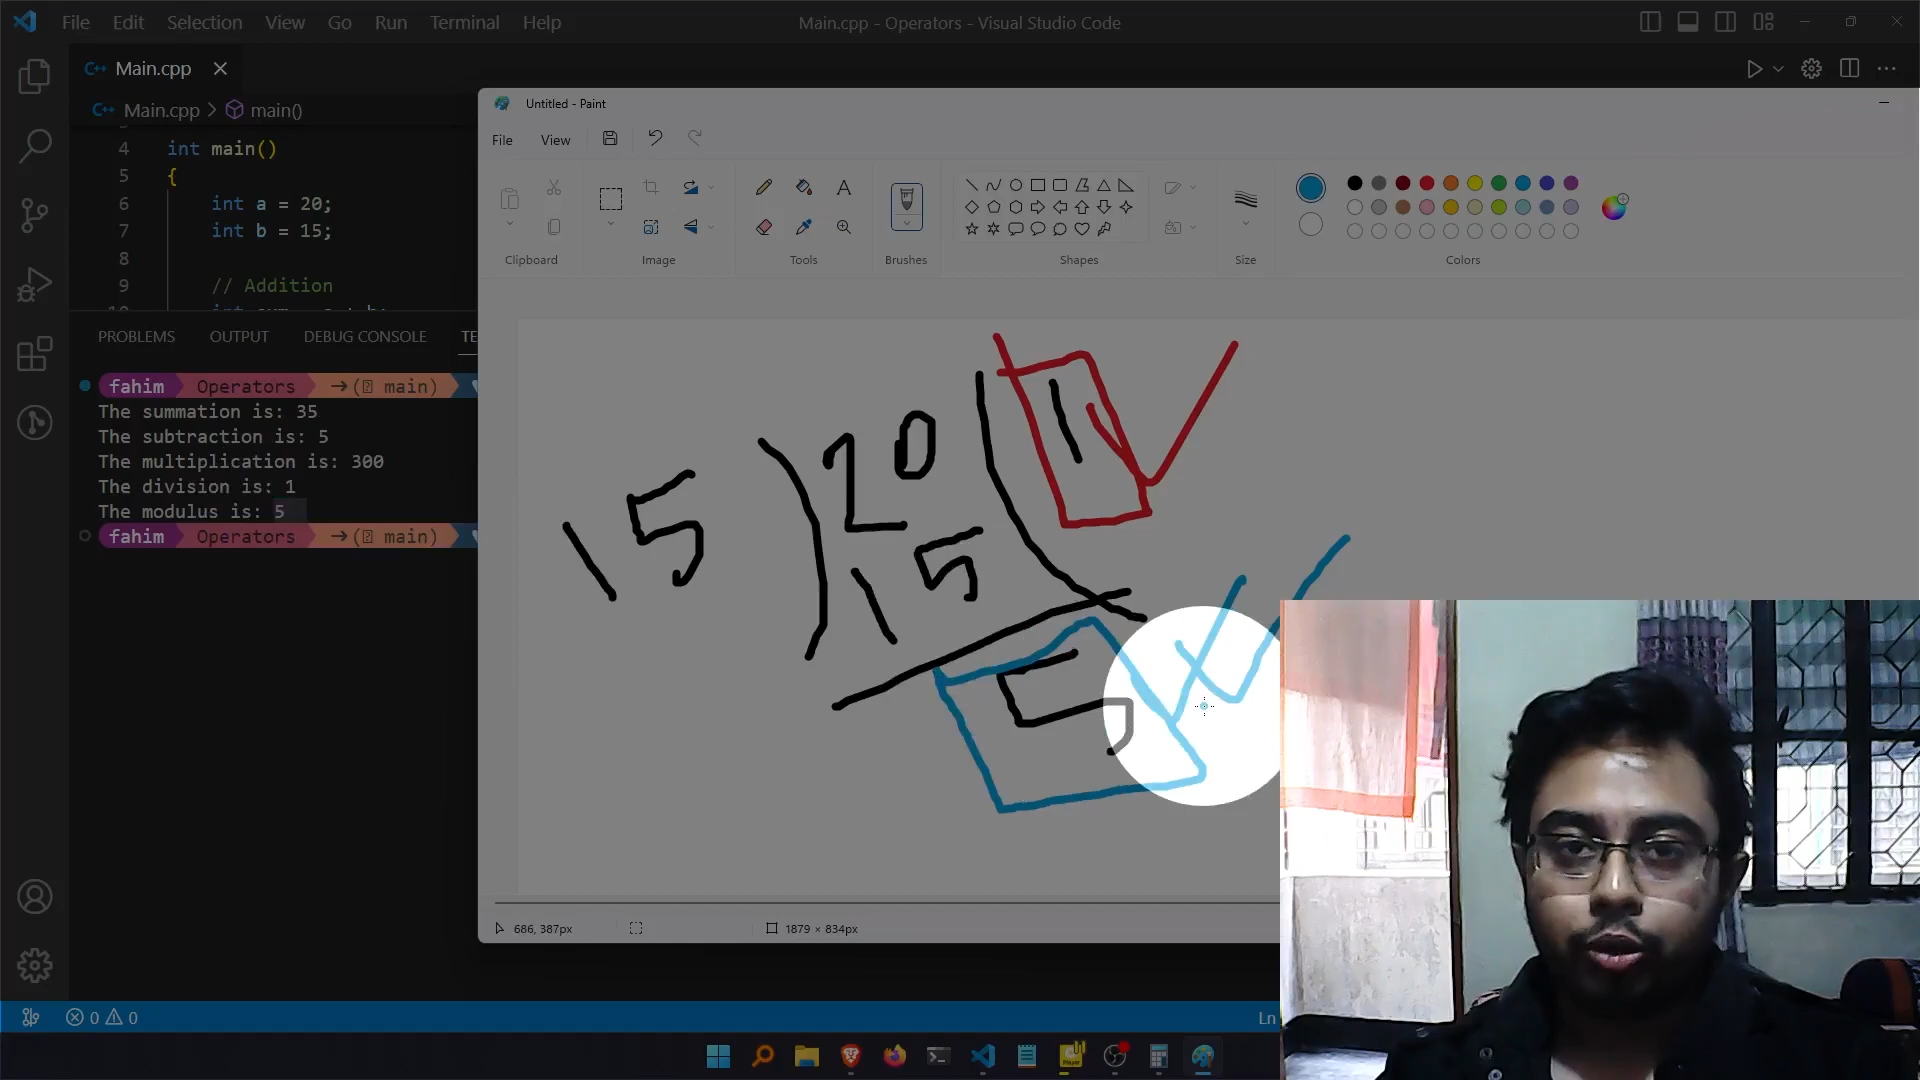 File Edit Selection View Go Run Terminal Help
Main.cpp - Operators - Visual Studio Code
Main.cpp
Main.cpp > main()
4 int main()
5 {
6 int a = 20;
7 int b = 15;
8
9 // Addition
PROBLEMS OUTPUT DEBUG CONSOLE TE
fahim Operators → ( main)
The summation is: 35
The subtraction is: 5
The multiplication is: 300
The division is: 1
The modulus is: 5
fahim Operators → ( main)
0 0
Ln
Untitled - Paint
File View
Clipboard Image Tools Brushes Shapes Size Colors
15 ) 20 ( 1
15
5
686, 387px 1879 × 834px